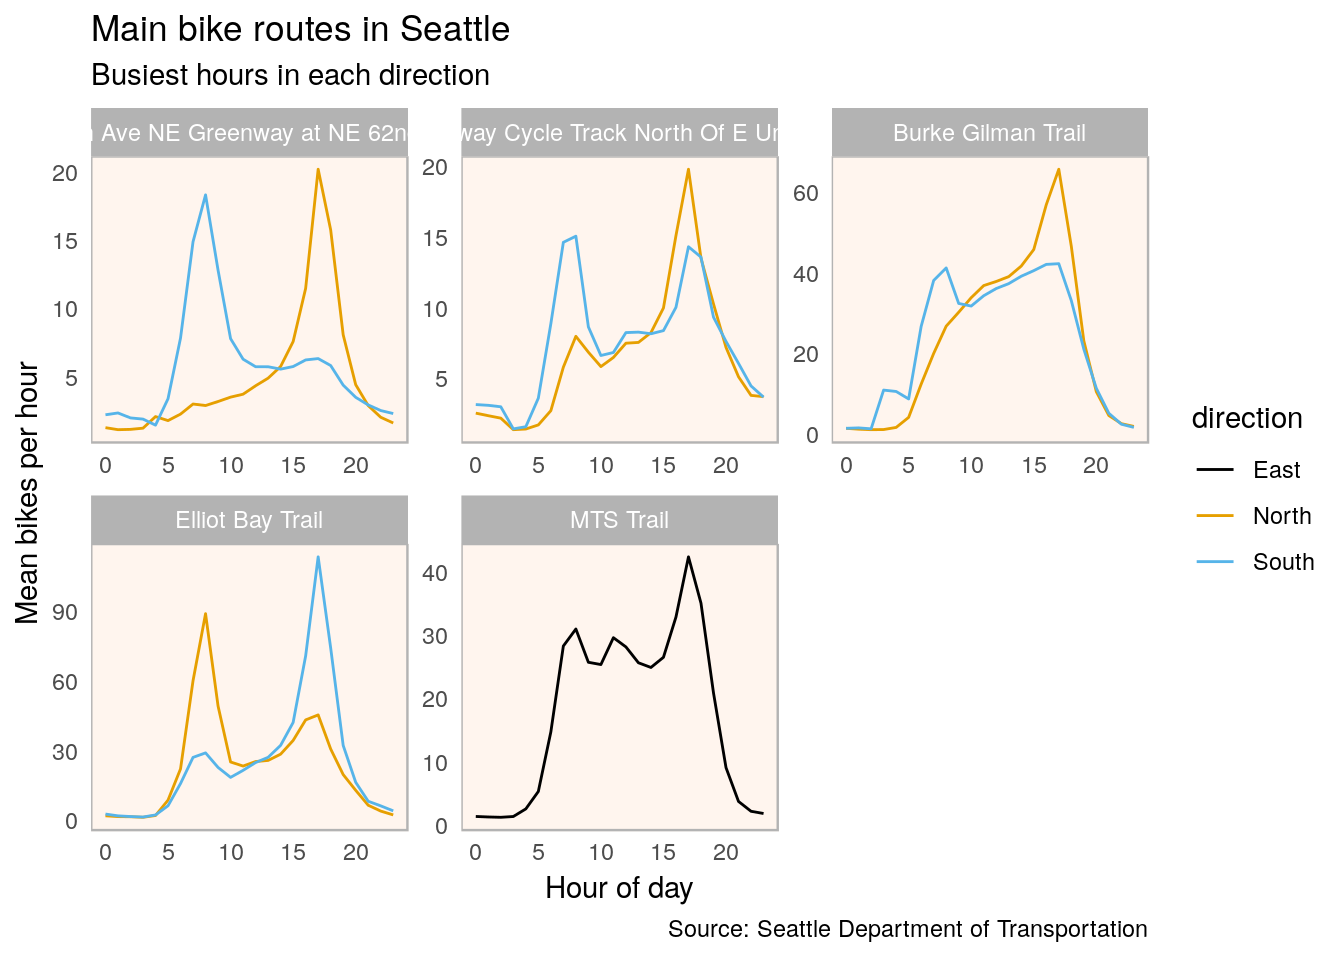 Main bike routes in Seattle
Busiest hours in each direction
Ave NE Greenway at NE 62n
way Cycle Track North Of E Un
Burke Gilman Trail
20
15
10
5
20
15
10
5
60
40
20
0
0 5 10 15 20
0 5 10 15 20
0 5 10 15 20
Elliot Bay Trail
MTS Trail
90
60
30
0
40
30
20
10
0
0 5 10 15 20
0 5 10 15 20
Mean bikes per hour
Hour of day
direction
East
North
South
Source: Seattle Department of Transportation